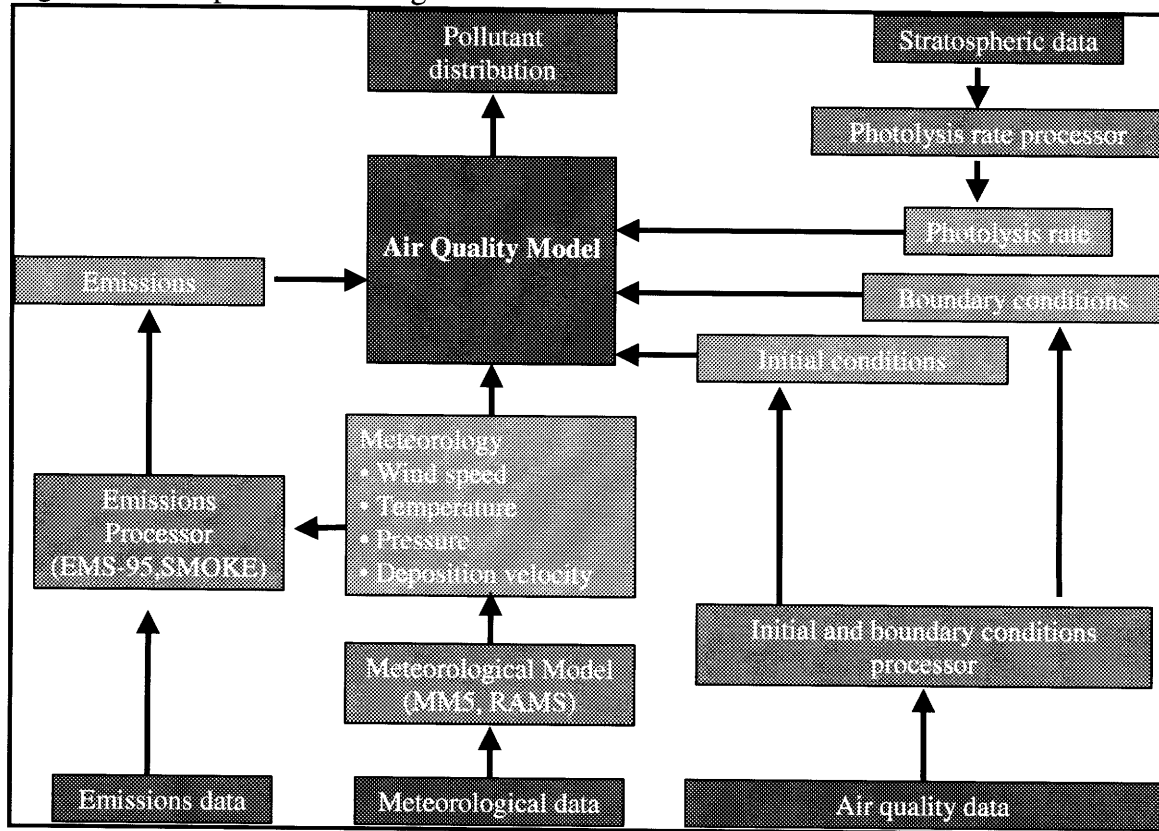 Pollutant
distribution
Stratospheric data
Photolysis rate processor
Photolysis rate
Air Quality Model
Emissions
Boundary conditions
Initial conditions
Meteorology
• Wind speed
• Temperature
• Pressure
• Deposition velocity
Emissions
Processor
(EMS-95,SMOKE)
Initial and boundary conditions
processor
Meteorological Model
(MM5, RAMS)
Emissions data
Meteorological data
Air quality data